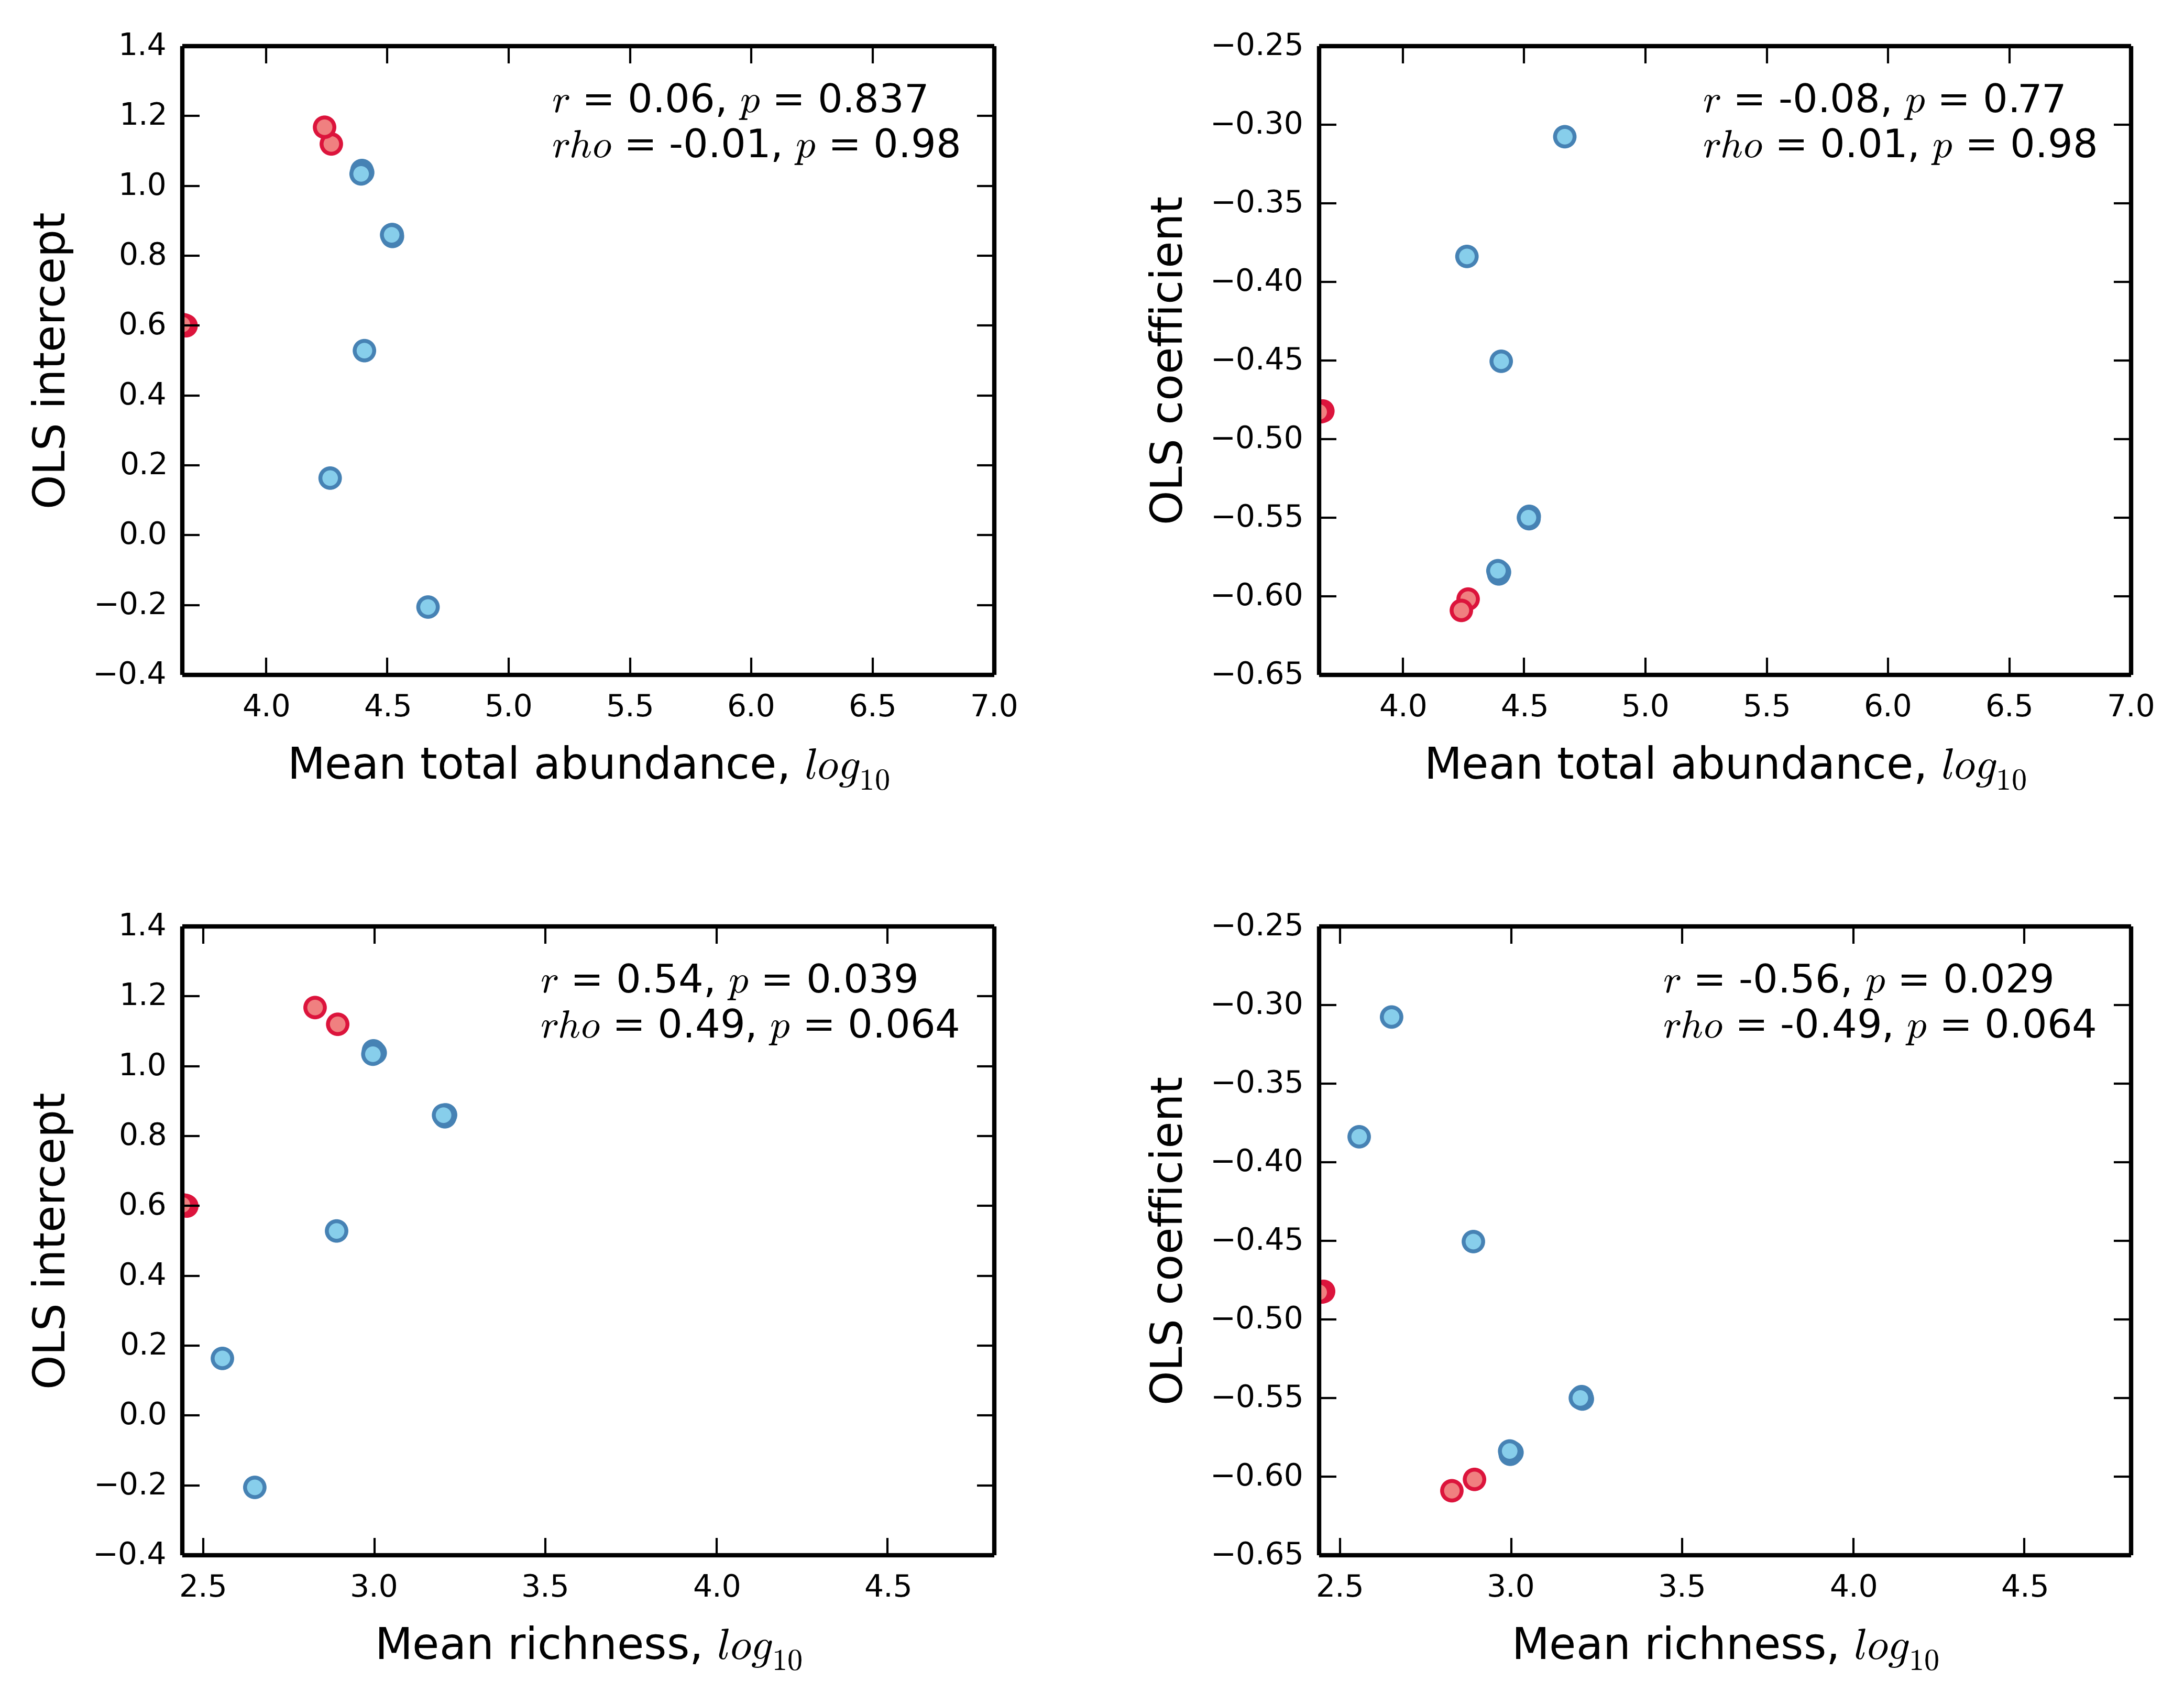 1.4
1.2
1.0
0.8
0.6
0.4
0.2
0.0
−0.2
−0.4
OLS intercept
r = 0.06, p = 0.837
rho = -0.01, p = 0.98
4.0 4.5 5.0 5.5 6.0 6.5 7.0
Mean total abundance, log10
−0.25
−0.30
−0.35
−0.40
−0.45
−0.50
−0.55
−0.60
−0.65
OLS coefficient
r = -0.08, p = 0.77
rho = 0.01, p = 0.98
4.0 4.5 5.0 5.5 6.0 6.5 7.0
Mean total abundance, log10
1.4
1.2
1.0
0.8
0.6
0.4
0.2
0.0
−0.2
−0.4
OLS intercept
r = 0.54, p = 0.039
rho = 0.49, p = 0.064
2.5 3.0 3.5 4.0 4.5
Mean richness, log10
−0.25
−0.30
−0.35
−0.40
−0.45
−0.50
−0.55
−0.60
−0.65
OLS coefficient
r = -0.56, p = 0.029
rho = -0.49, p = 0.064
2.5 3.0 3.5 4.0 4.5
Mean richness, log10